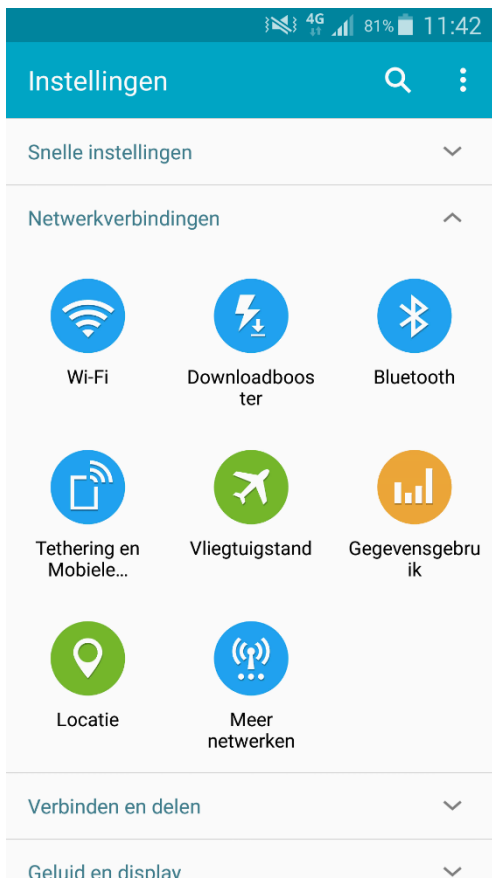 4G 81% 11:42
Instellingen
Snelle instellingen
Netwerkverbindingen
Wi-Fi
Downloadboos
ter
Bluetooth
Tethering en
Mobiele...
Vliegtuigstand
Gegevensgebru
ik
Locatie
Meer
netwerken
Verbinden en delen
Geluid en display